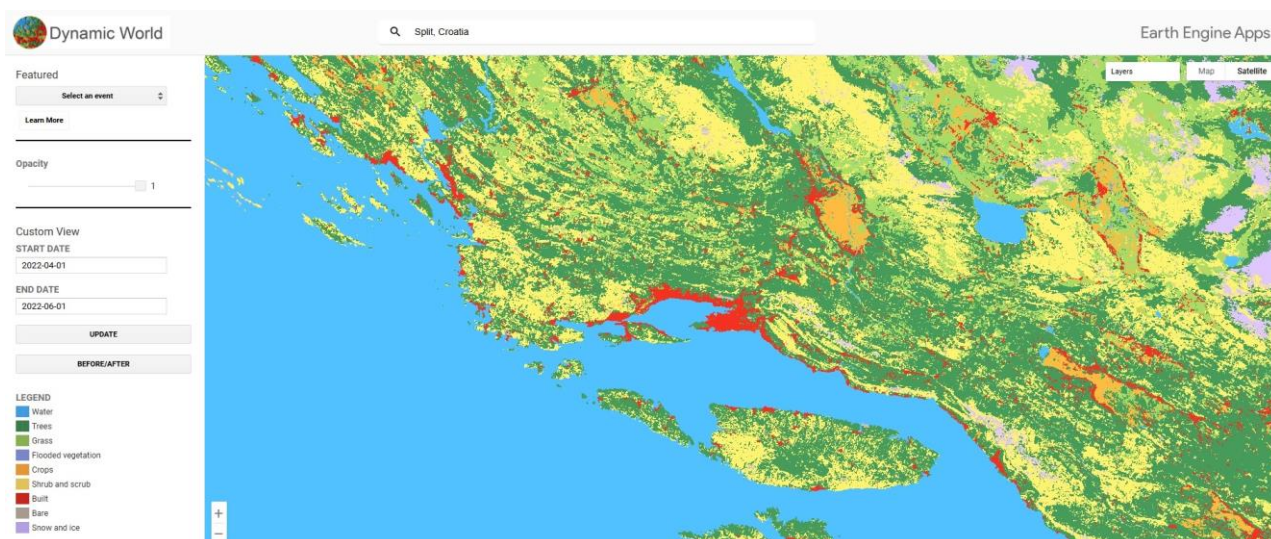 Dynamic World
Split, Croatia
Earth Engine Apps
Featured
Select an event
Learn More
Opacity
1
Custom View
START DATE
2022-04-01
END DATE
2022-06-01
UPDATE
BEFORE/AFTER
LEGEND
Water
Trees
Grass
Flooded vegetation
Crops
Shrub and scrub
Built
Bare
Snow and ice
Layers
Map
Satellite
+
−